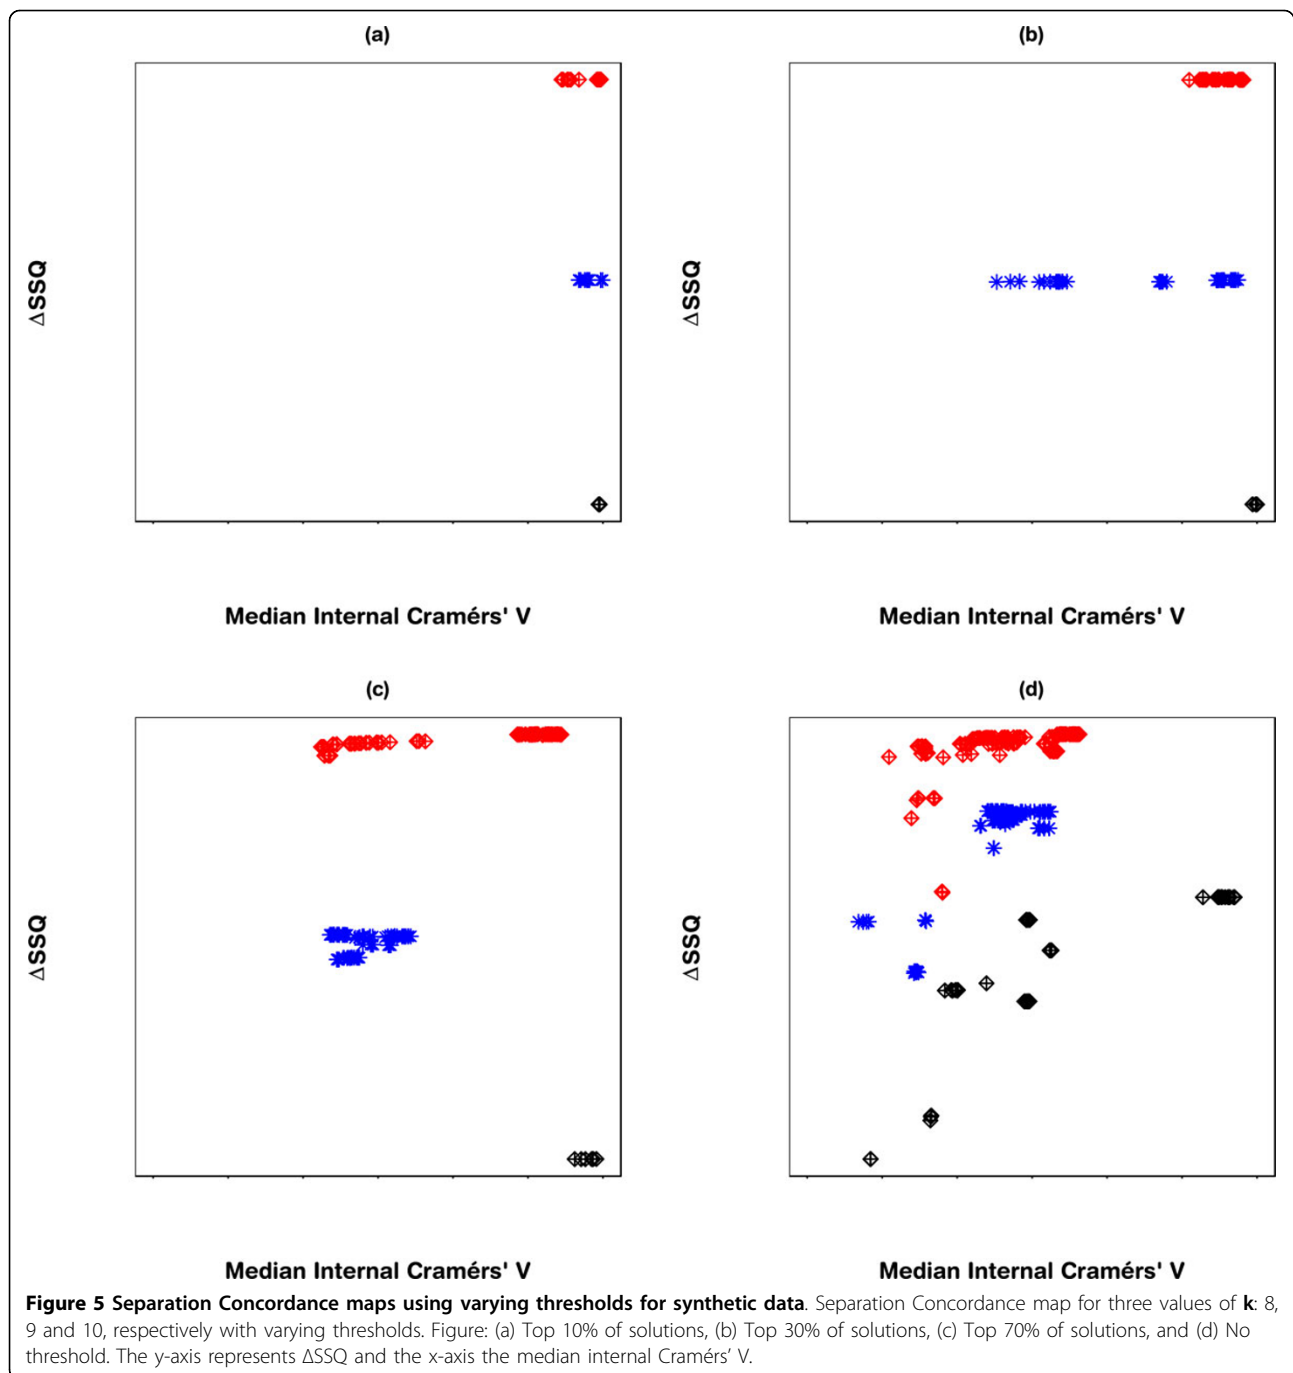 (a)
(b)
ΔSSQ
ΔSSQ
Median Internal Cramérs' V
Median Internal Cramérs' V
(c)
(d)
ΔSSQ
ΔSSQ
Median Internal Cramérs' V
Median Internal Cramérs' V
Figure 5 Separation Concordance maps using varying thresholds for synthetic data. Separation Concordance map for three values of k: 8,
9 and 10, respectively with varying thresholds. Figure: (a) Top 10% of solutions, (b) Top 30% of solutions, (c) Top 70% of solutions, and (d) No
threshold. The y-axis represents ΔSSQ and the x-axis the median internal Cramérs' V.